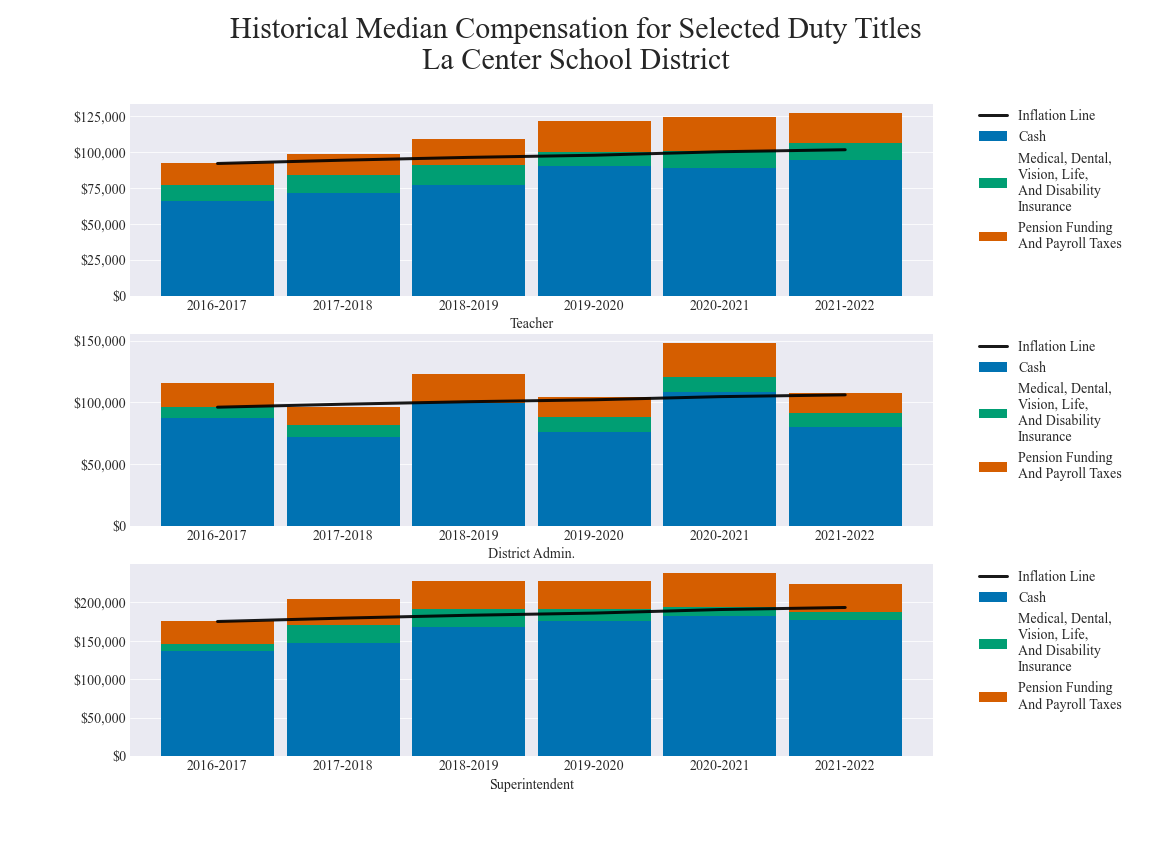 Historical Median Compensation for Selected Duty Titles
La Center School District
$125,000
$100,000
$75,000
$50,000
$25,000
$0
2016-2017 2017-2018 2018-2019 2019-2020 2020-2021 2021-2022
Teacher
Inflation Line
Cash
Medical, Dental,
Vision, Life,
And Disability
Insurance
Pension Funding
And Payroll Taxes
$150,000
$100,000
$50,000
$0
2016-2017 2017-2018 2018-2019 2019-2020 2020-2021 2021-2022
District Admin.
Inflation Line
Cash
Medical, Dental,
Vision, Life,
And Disability
Insurance
Pension Funding
And Payroll Taxes
$200,000
$150,000
$100,000
$50,000
$0
2016-2017 2017-2018 2018-2019 2019-2020 2020-2021 2021-2022
Superintendent
Inflation Line
Cash
Medical, Dental,
Vision, Life,
And Disability
Insurance
Pension Funding
And Payroll Taxes